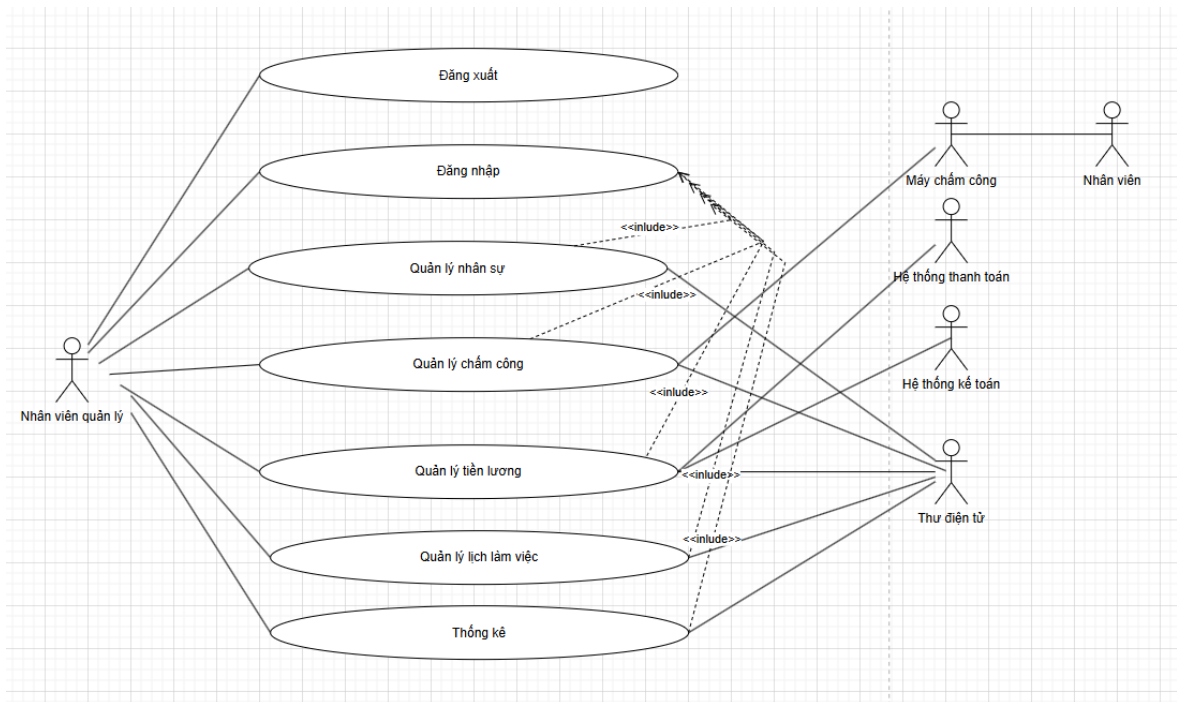 Đăng xuất
Đăng nhập
<<inlude>>
Quản lý nhân sự
<<inlude>>
Quản lý chấm công
<<inlude>>
Quản lý tiền lương
<<inlude>>
<<inlude>>
Quản lý lịch làm việc
Thống kê
Nhân viên quản lý
Máy chấm công
Nhân viên
Hệ thống thanh toán
Hệ thống kế toán
Thư điện tử